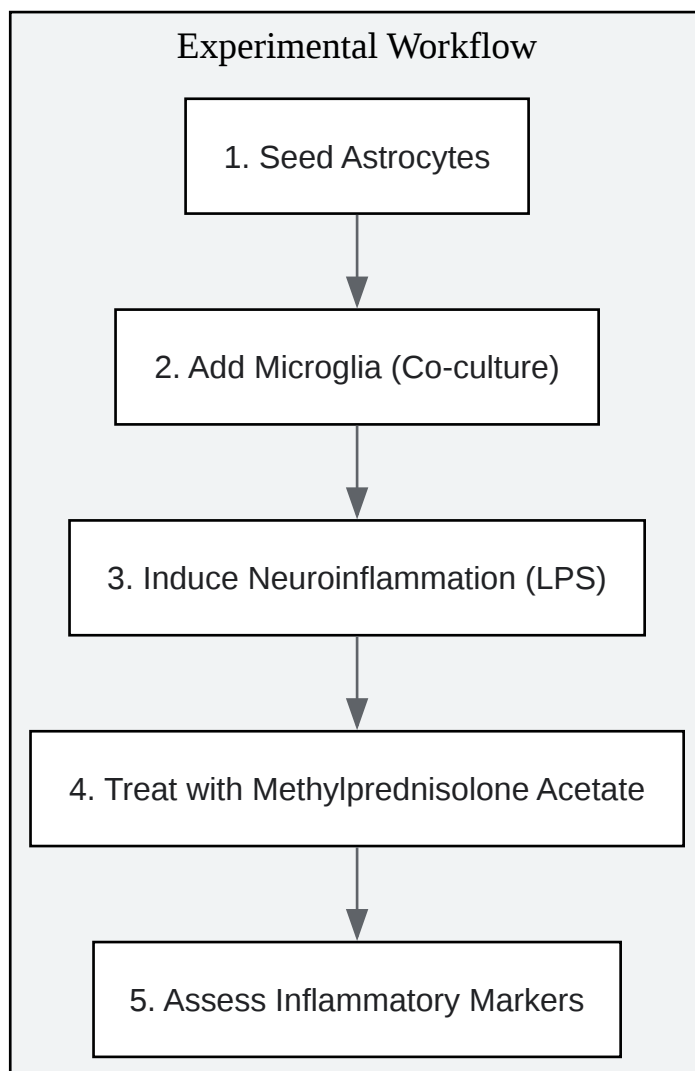 Experimental Workflow
1. Seed Astrocytes
2. Add Microglia (Co-culture)
3. Induce Neuroinflammation (LPS)
4. Treat with Methylprednisolone Acetate
5. Assess Inflammatory Markers